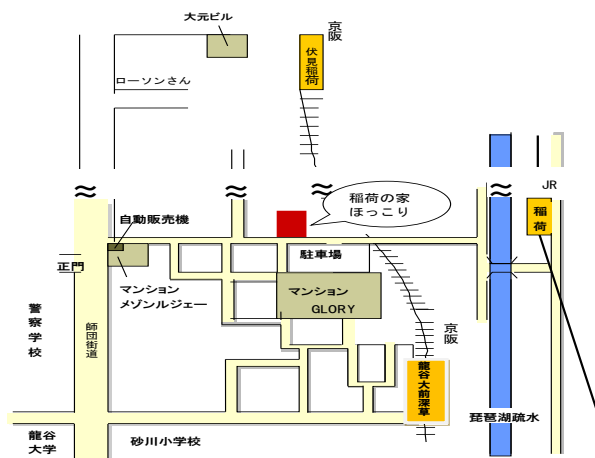 大元ビル
京阪
伏見稲荷
ローソンさん
JR
稲荷
稲荷の家
ほっこり
自動販売機
正門
駐車場
マンション
メゾンルジェー
マンション
GLORY
警察学校
師団街道
京阪
龍谷大前深草
琵琶湖疏水
龍谷
大学
砂川小学校